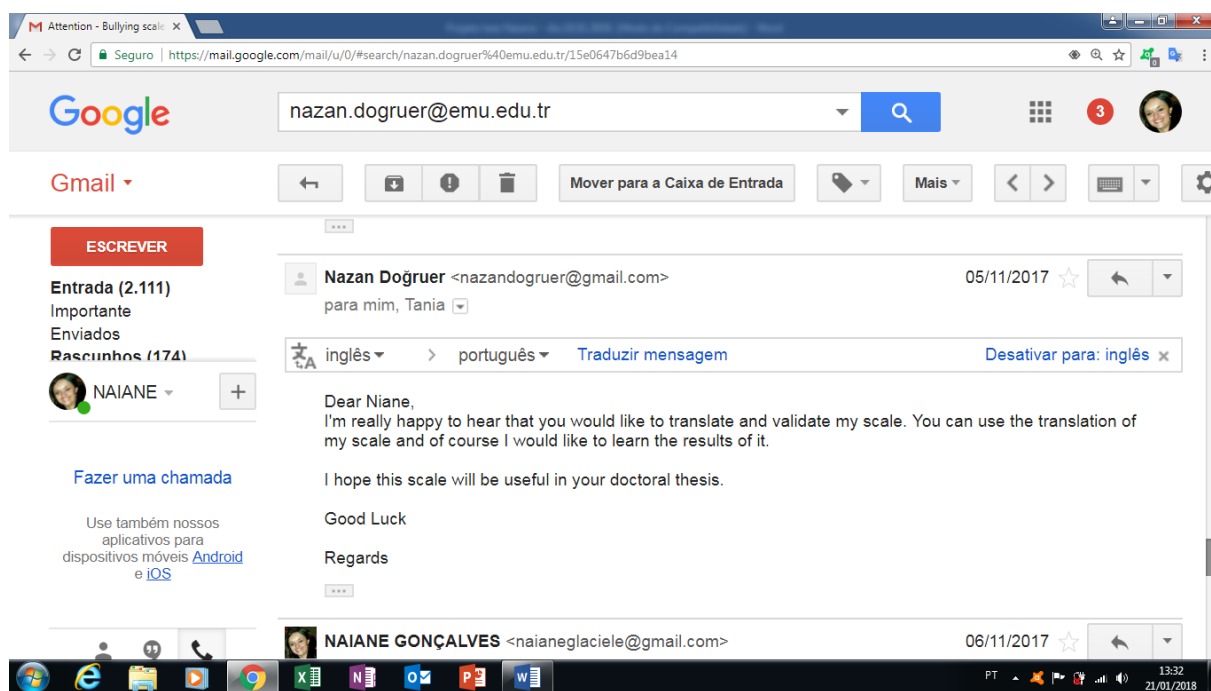 Attention - Bullying scale
Seguro | https://mail.google.com/mail/u/0/#search/nazan.dogruer%40emu.edu.tr/15e0647b6d9bea14
Google
nazan.dogruer@emu.edu.tr
3
Gmail
Mover para a Caixa de Entrada
Mais
ESCREVER
Entrada (2.111)
Importante
Enviados
Rascunhos (174)
NAIANE
Fazer uma chamada
Use também nossos
aplicativos para
dispositivos móveis Android
e iOS
Nazan Doğruer <nazandogruer@gmail.com>
05/11/2017
para mim, Tania
inglês > português Traduzir mensagem
Desativar para: inglês x
Dear Niane,
I'm really happy to hear that you would like to translate and validate my scale. You can use the translation of
my scale and of course I would like to learn the results of it.
I hope this scale will be useful in your doctoral thesis.
Good Luck
Regards
NAIANE GONÇALVES <naianeglaciele@gmail.com>
06/11/2017
PT
13:32
21/01/2018